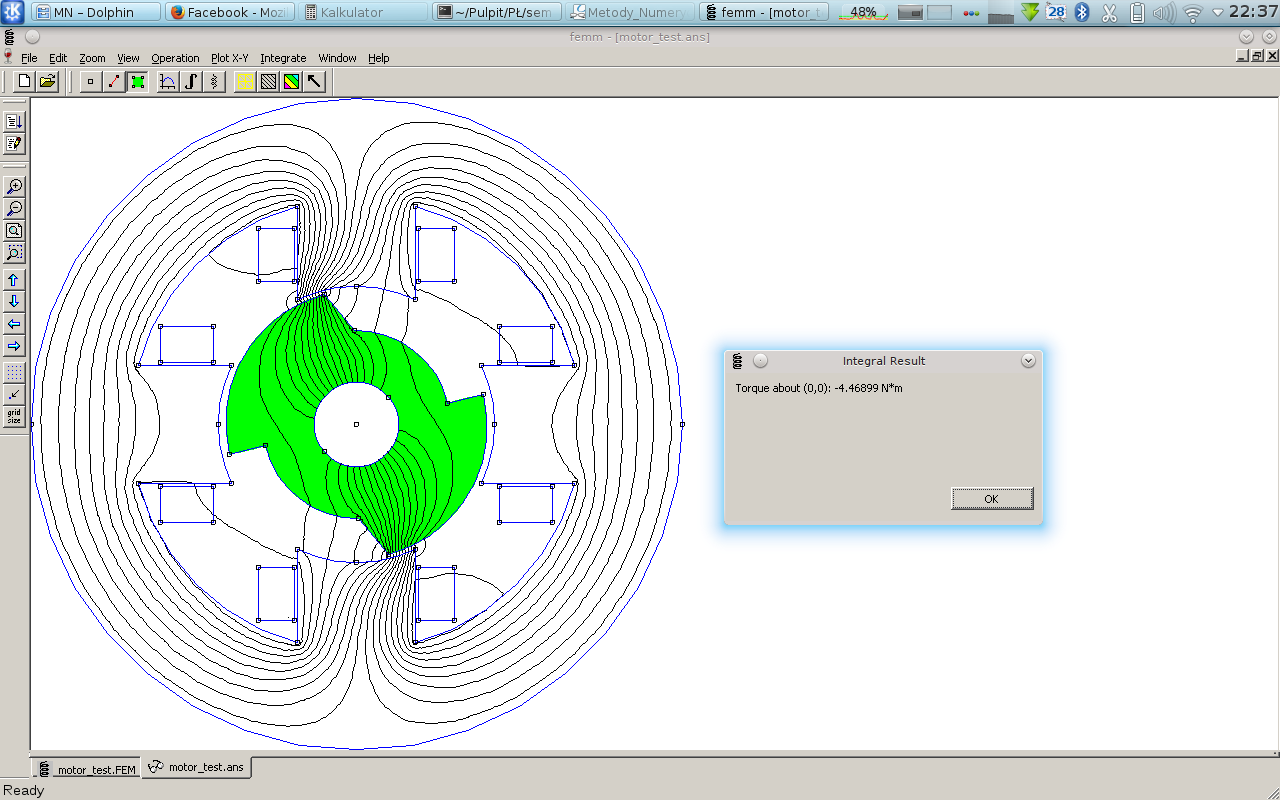 MN – Dolphin
Facebook - Mozi
Kalkulator
~/Pulpit/Pt/sem
Metody_Numery
femm - [motor_t
48%
28
22:37
femm - [motor_test.ans]
File Edit Zoom View Operation Plot X-Y Integrate Window Help
grid
size
Integral Result
Torque about (0,0): -4.46899 N*m
OK
motor_test.FEM
motor_test.ans
Ready